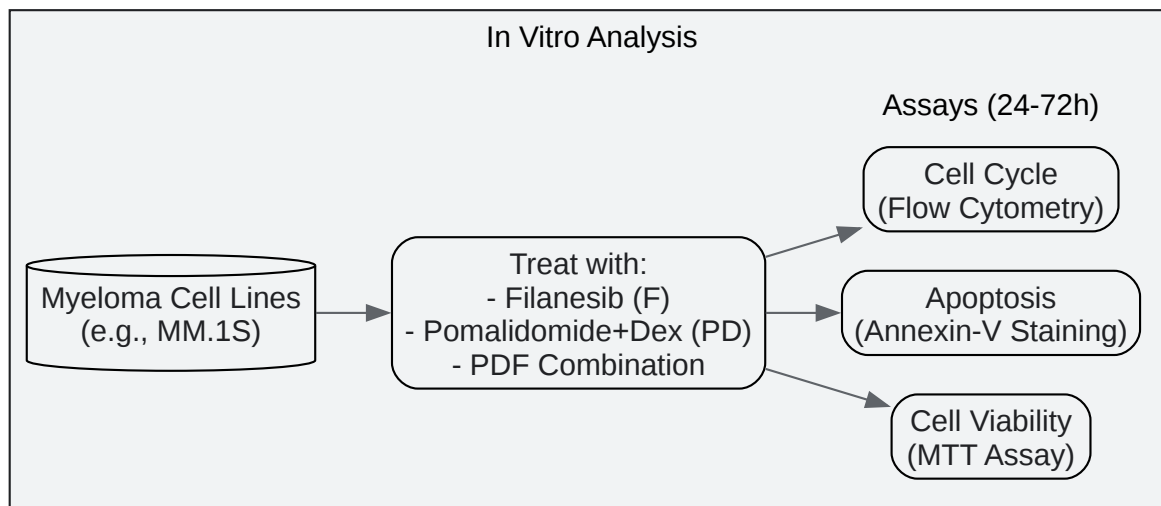 In Vitro Analysis
Assays (24-72h)
Cell Cycle
(Flow Cytometry)
Myeloma Cell Lines
(e.g., MM.1S)
Treat with:
- Filanesib (F)
- Pomalidomide+Dex (PD)
- PDF Combination
Apoptosis
(Annexin-V Staining)
Cell Viability
(MTT Assay)